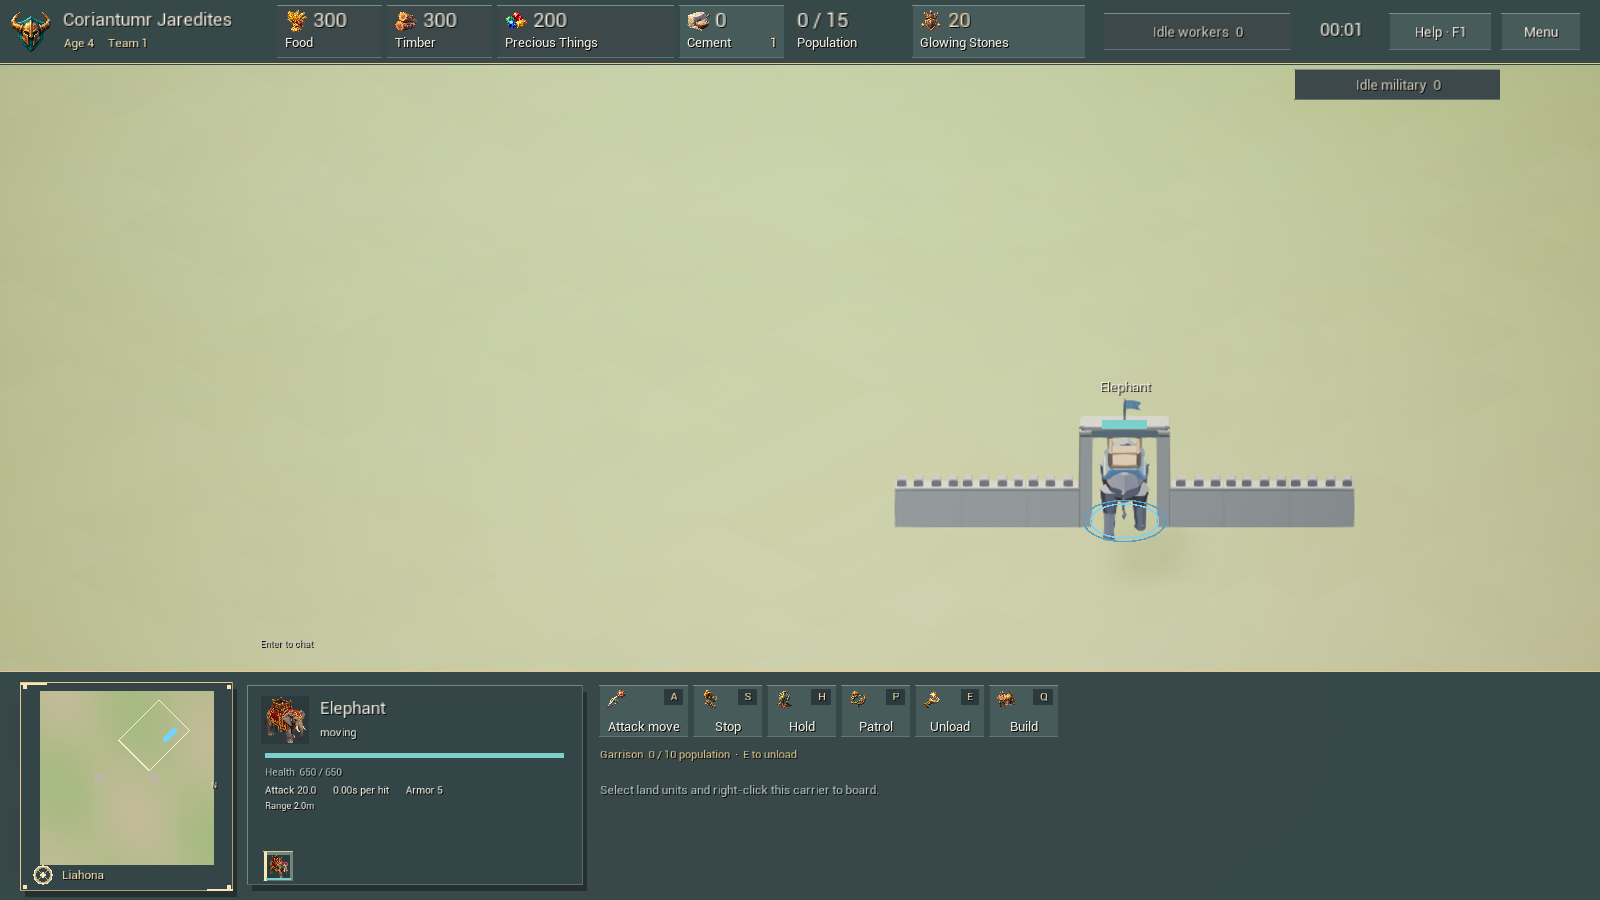 Coriantumr Jaredites
Age 4 Team 1
300
Food
300
Timber
200
Precious Things
0
Cement 1
0 / 15
Population
20
Glowing Stones
Idle workers 0
00:01
Help · F1
Menu
Idle military 0
Elephant
Enter to chat
N
Liahona
Elephant
moving
Health 650 / 650
Attack 20.0 0.00s per hit Armor 5
Range 2.0m
A
Attack move
S
Stop
H
Hold
P
Patrol
E
Unload
Q
Build
Garrison 0 / 10 population · E to unload
Select land units and right-click this carrier to board.